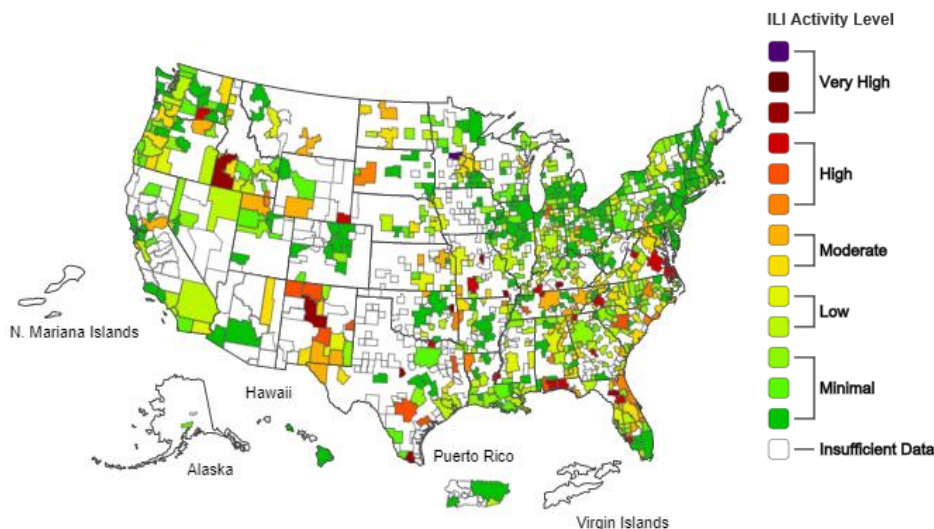 ILI Activity Level
Very High
High
Moderate
Low
Minimal
Insufficient Data
N. Mariana Islands
Hawaii
Alaska
Puerto Rico
Virgin Islands